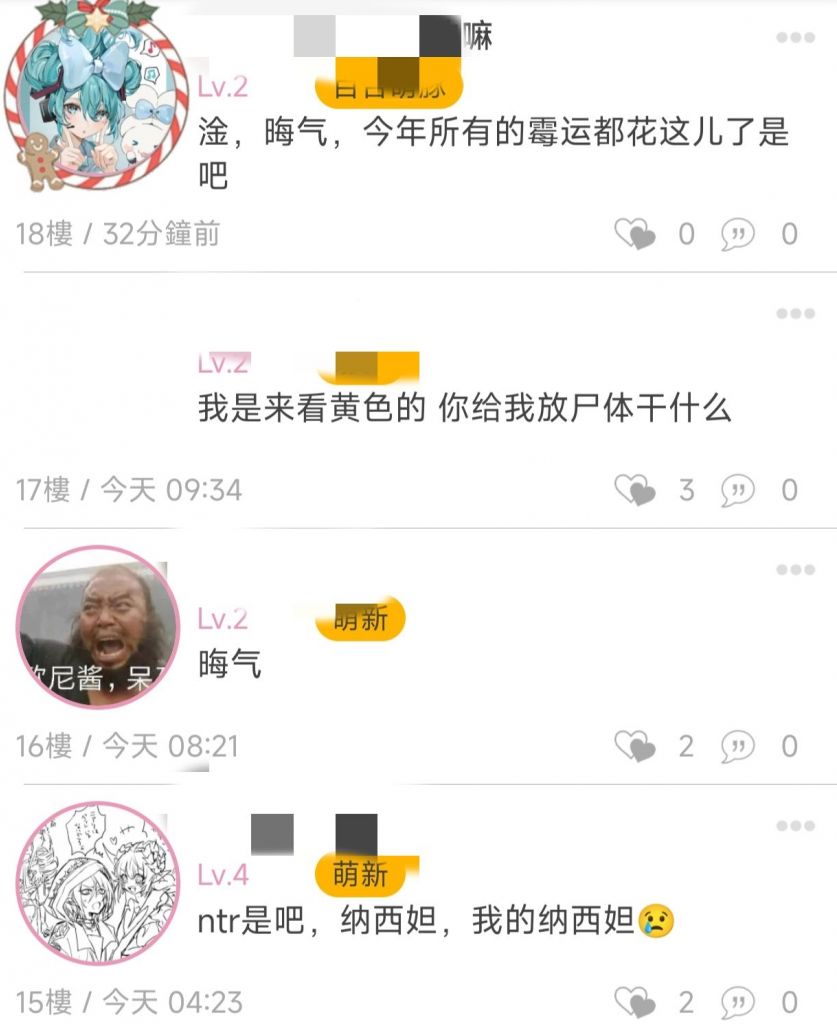 嘛
Lv.2
淦，晦气，今年所有的霉运都花这儿了是
吧
18樓 / 32分鐘前
0
0
Lv.2
我是来看黄色的 你给我放尸体干什么
17樓 / 今天 09:34
3
0
Lv.2 萌新
晦气
尼酱，呆
16樓 / 今天 08:21
2
0
Lv.4 萌新
ntr是吧，纳西妲，我的纳西妲😢
15樓 / 今天 04:23
2
0